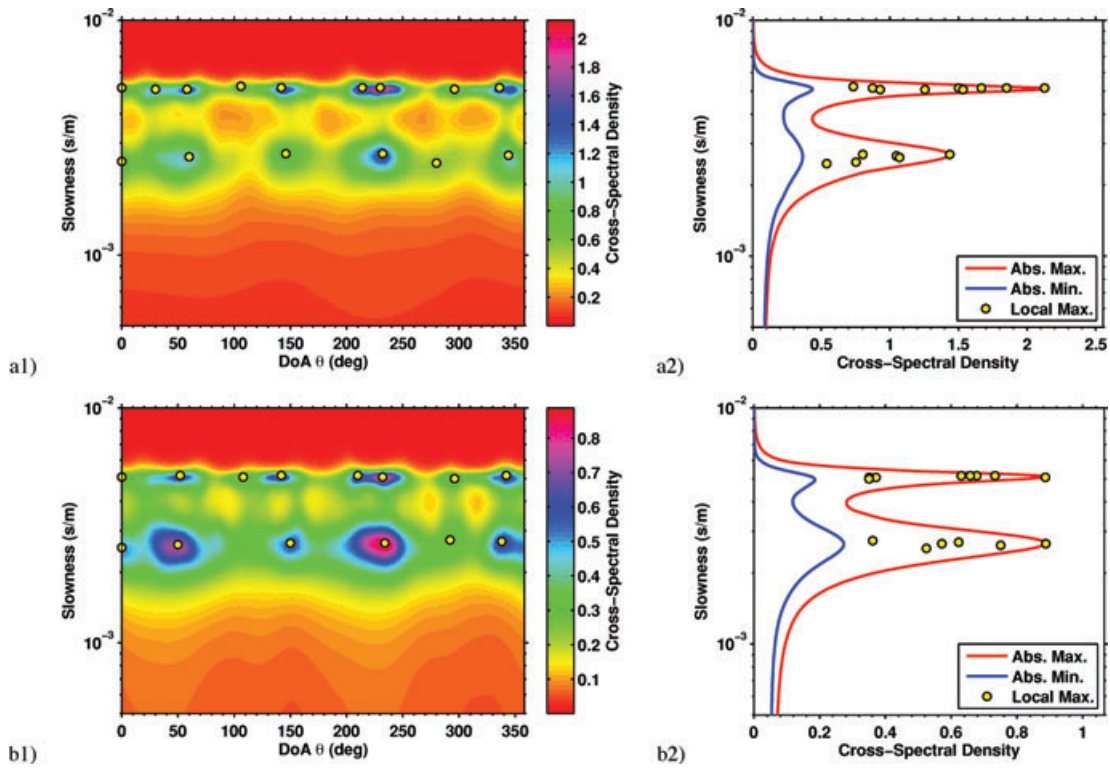 10⁻²
10⁻³
Slowness (s/m)
0 50 100 150 200 250 300 350
DoA θ (deg)
2
1.8
1.6
1.4
1.2
1
0.8
0.6
0.4
0.2
Cross-Spectral Density
a1)
10⁻²
10⁻³
Slowness (s/m)
Abs. Max.
Abs. Min.
Local Max.
0 0.5 1 1.5 2 2.5
Cross-Spectral Density
a2)
10⁻²
10⁻³
Slowness (s/m)
0 50 100 150 200 250 300 350
DoA θ (deg)
0.8
0.7
0.6
0.5
0.4
0.3
0.2
0.1
Cross-Spectral Density
b1)
10⁻²
10⁻³
Slowness (s/m)
Abs. Max.
Abs. Min.
Local Max.
0 0.2 0.4 0.6 0.8 1
Cross-Spectral Density
b2)